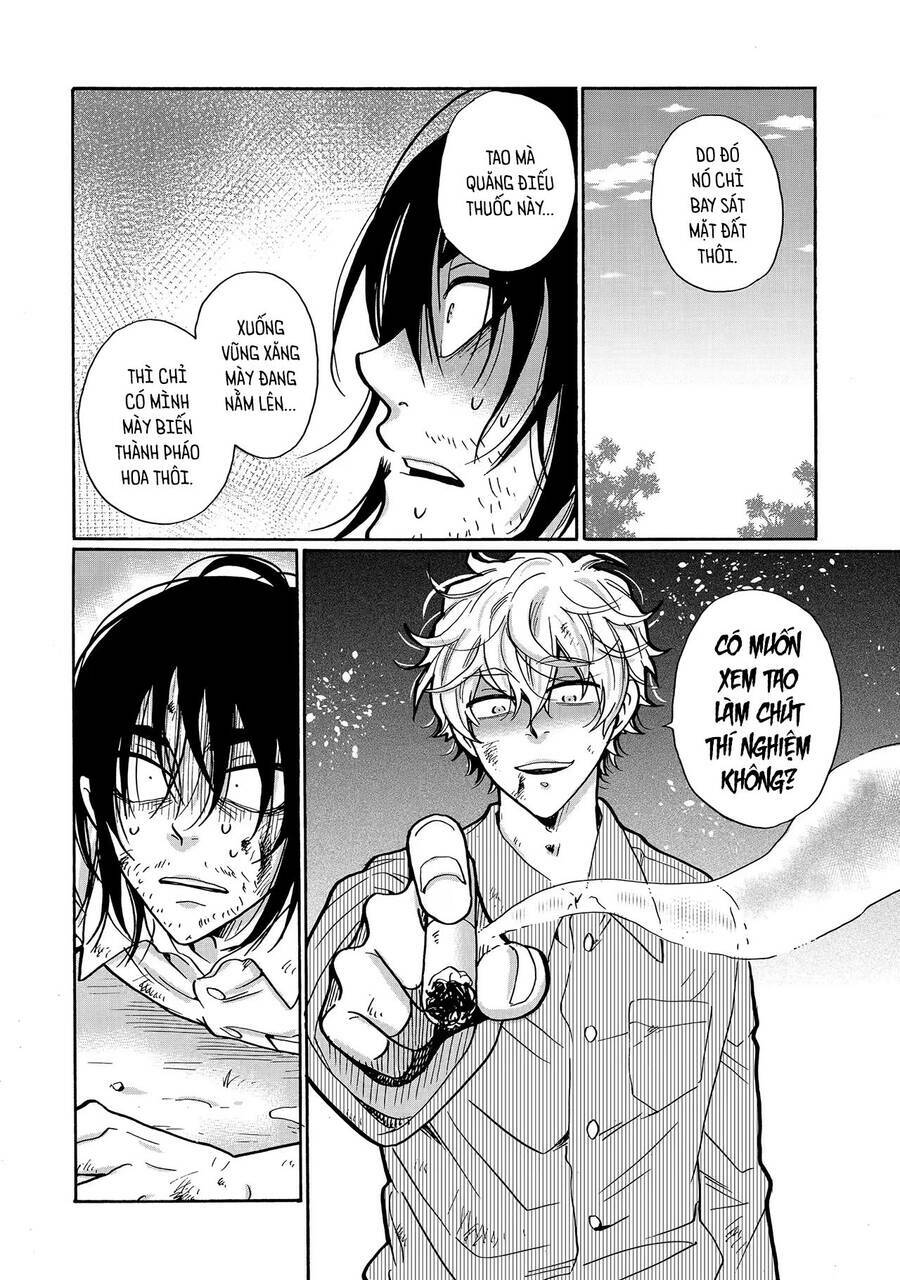 DO ĐÓ
NÓ CHỈ
BAY SÁT
MẶT ĐẤT
THÔI.
TAO MÀ
QUĂNG ĐIẾU
THUỐC NÀY...
XUỐNG
VŨNG XĂNG
MÀY ĐANG
NẰM LÊN...
THÌ CHỈ
CÓ MÌNH
MÀY BIẾN
THÀNH PHÁO
HOA THÔI.
CÓ MUỐN
XEM TAO
LÀM CHÚT
THÍ NGHIỆM
KHÔNG?